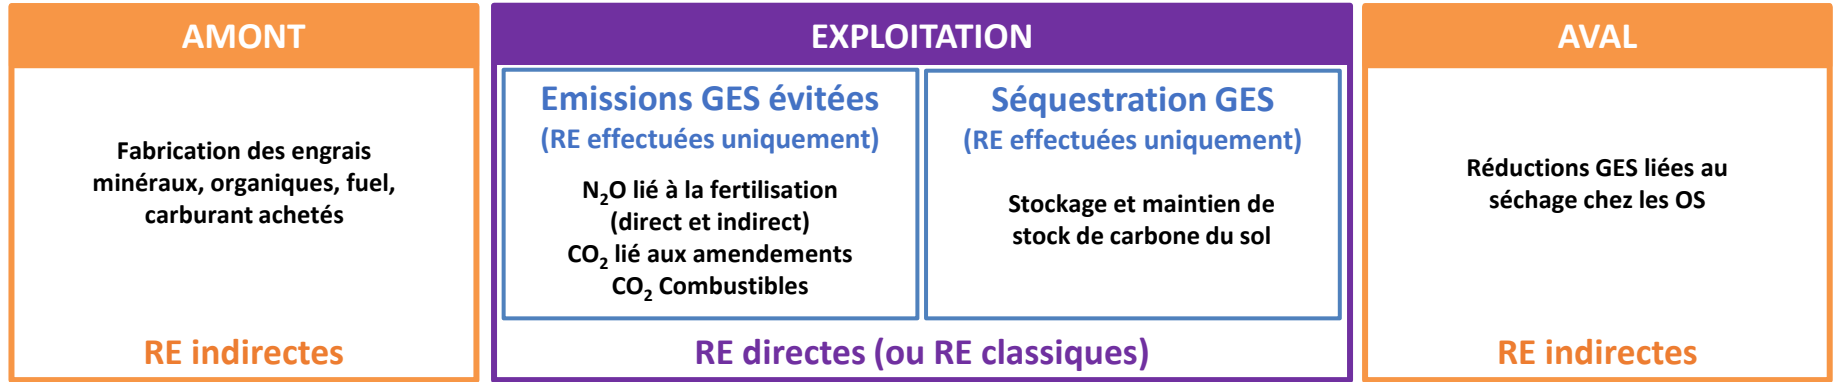 AMONT
Fabrication des engrais
minéraux, organiques, fuel,
carburant achetés
RE indirectes
EXPLOITATION
Emissions GES évitées
(RE effectuées uniquement)
N₂O lié à la fertilisation
(direct et indirect)
CO₂ lié aux amendements
CO₂ Combustibles
Séquestration GES
(RE effectuées uniquement)
Stockage et maintien de
stock de carbone du sol
RE directes (ou RE classiques)
AVAL
Réductions GES liées au
séchage chez les OS
RE indirectes